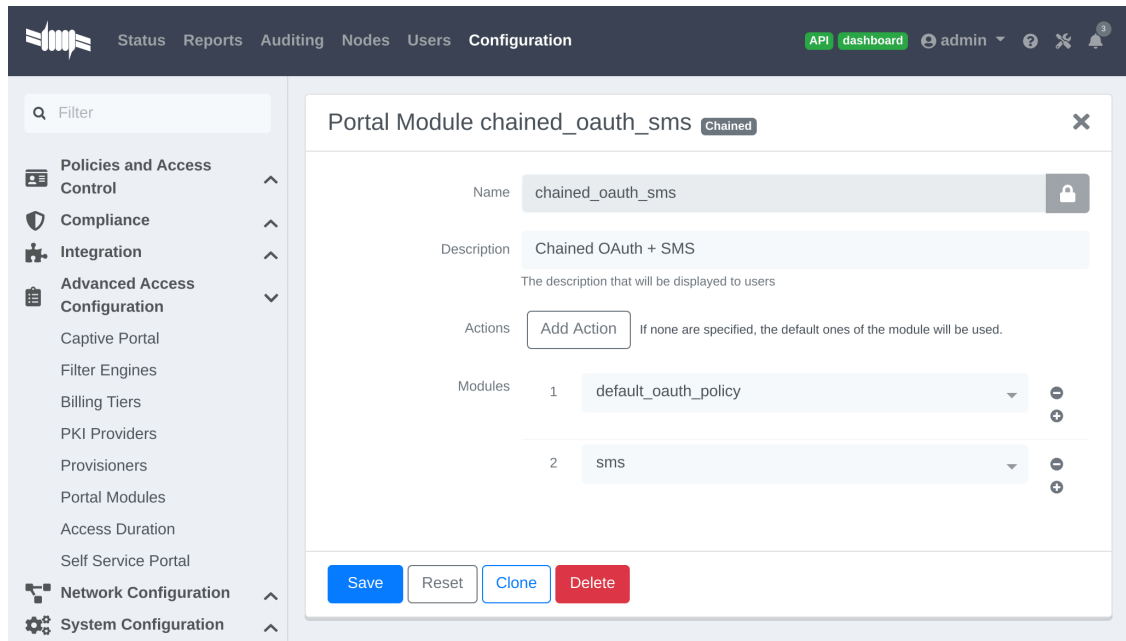 Status Reports Auditing Nodes Users Configuration API dashboard admin 3
Filter
Policies and Access
Control
Compliance
Integration
Advanced Access
Configuration
Captive Portal
Filter Engines
Billing Tiers
PKI Providers
Provisioners
Portal Modules
Access Duration
Self Service Portal
Network Configuration
System Configuration
Portal Module chained_oauth_sms Chained
Name chained_oauth_sms
Description Chained OAuth + SMS
The description that will be displayed to users
Actions Add Action If none are specified, the default ones of the module will be used.
Modules 1 default_oauth_policy
2 sms
Save Reset Clone Delete